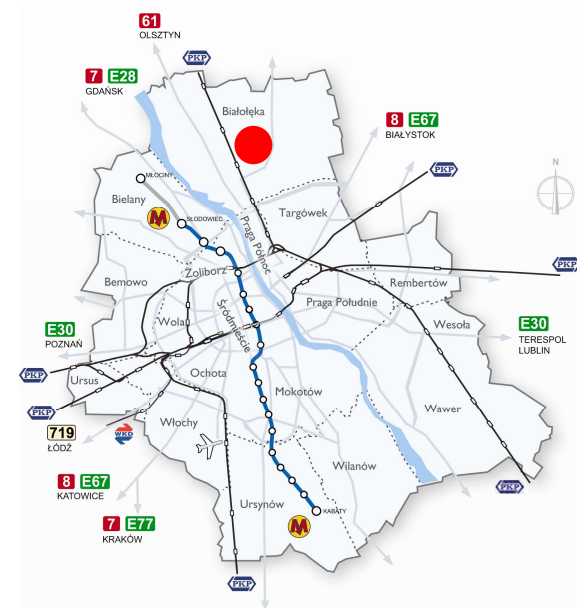 61
OLSZTYN
PKP
7 E28
GDAŃSK
Białołęka
8 E67
BIAŁYSTOK
PKP
N
MŁOCINY
Bielany
M
SŁODOWIEC
Targówek
Praga Północ
Żoliborz
PKP
Bemowo
Rembertów
Śródmieście
Praga Południe
E30
POZNAŃ
Wola
Wesoła
E30
TERESPOL
LUBLIN
PKP
Ursus
Ochota
Mokotów
Wawer
PKP
719
ŁÓDŹ
WKD
Włochy
8 E67
KATOWICE
Wilanów
PKP
Ursynów
KABATY
7 E77
KRAKÓW
M
PKP